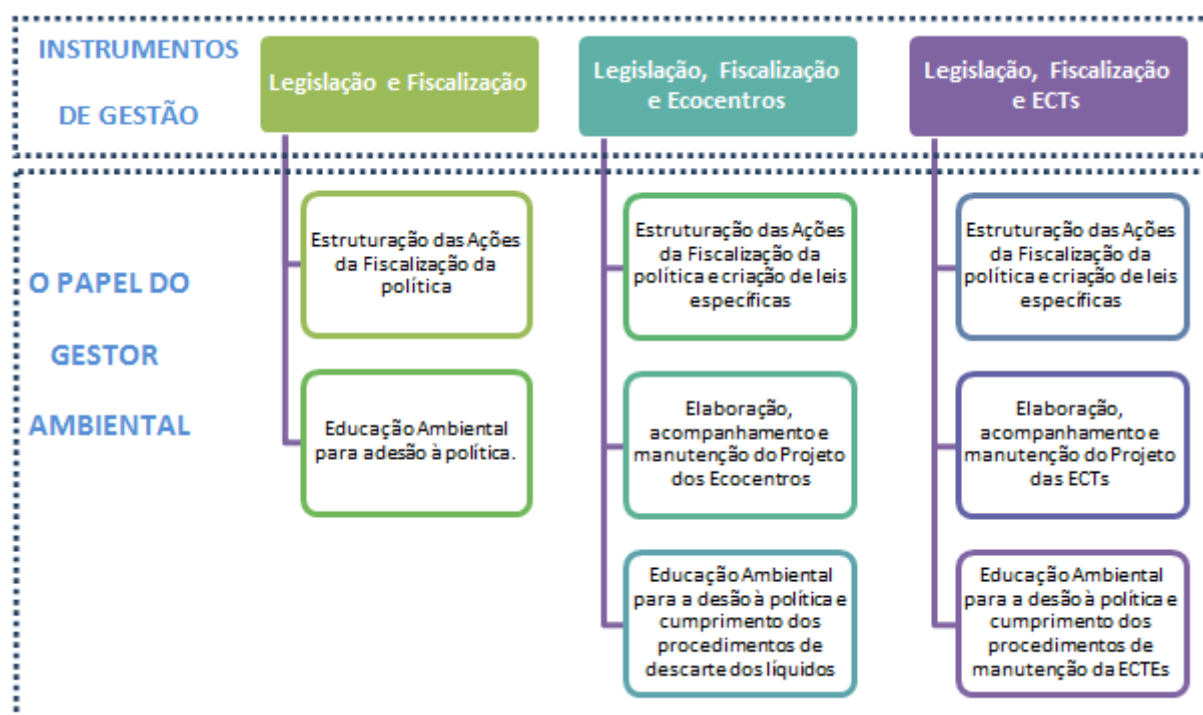 INSTRUMENTOS
DE GESTÃO
Legislação e Fiscalização
Legislação, Fiscalização
e Ecocentros
Legislação, Fiscalização
e ECTs
O PAPEL DO
GESTOR
AMBIENTAL
Estruturação das Ações
da Fiscalização da
política
Educação Ambiental
para adesão à política.
Estruturação das Ações
da Fiscalização da
política e criação de leis
específicas
Elaboração,
acompanhamento e
manutenção do Projeto
dos Ecocentros
Educação Ambiental
para a desão à política e
cumprimento dos
procedimentos de
descarte dos líquidos
Estruturação das Ações
da Fiscalização da
política e criação de leis
específicas
Elaboração,
acompanhamento e
manutenção do Projeto
das ECTs
Educação Ambiental
para a desão à política e
cumprimento dos
procedimentos de
manutenção da ECTEs